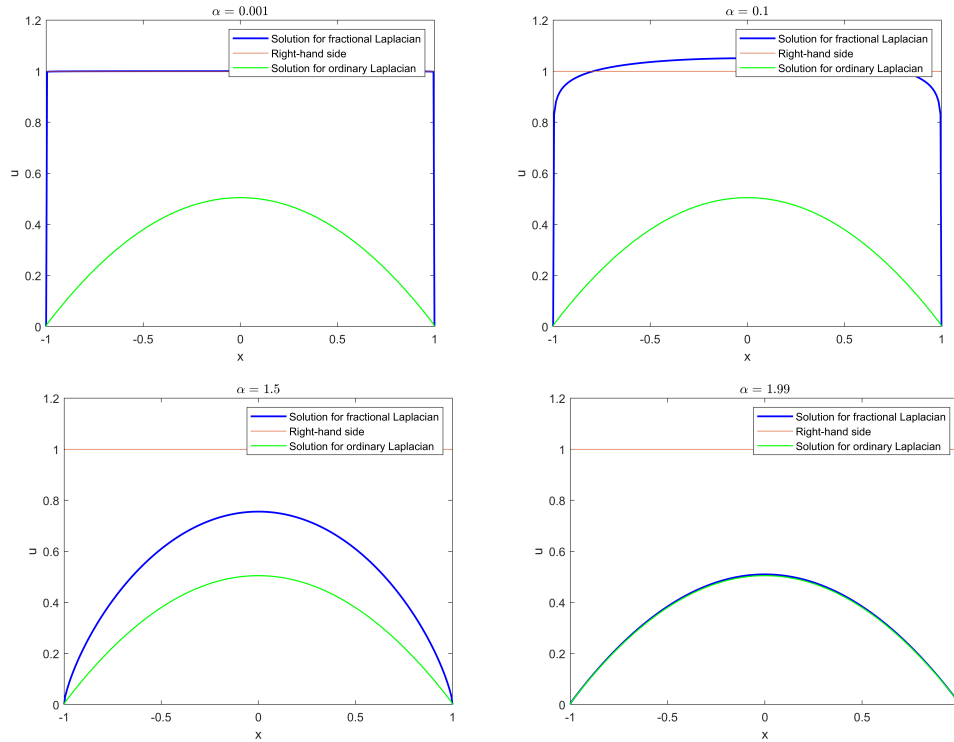 α = 0.001
1.2
1
0.8
0.6
0.4
0.2
0
u
Solution for fractional Laplacian
Right-hand side
Solution for ordinary Laplacian
-1
-0.5
0
0.5
1
x
α = 0.1
1.2
1
0.8
0.6
0.4
0.2
0
u
Solution for fractional Laplacian
Right-hand side
Solution for ordinary Laplacian
-1
-0.5
0
0.5
1
x
α = 1.5
1.2
1
0.8
0.6
0.4
0.2
0
u
Solution for fractional Laplacian
Right-hand side
Solution for ordinary Laplacian
-1
-0.5
0
0.5
1
x
α = 1.99
1.2
1
0.8
0.6
0.4
0.2
0
u
Solution for fractional Laplacian
Right-hand side
Solution for ordinary Laplacian
-1
-0.5
0
0.5
x